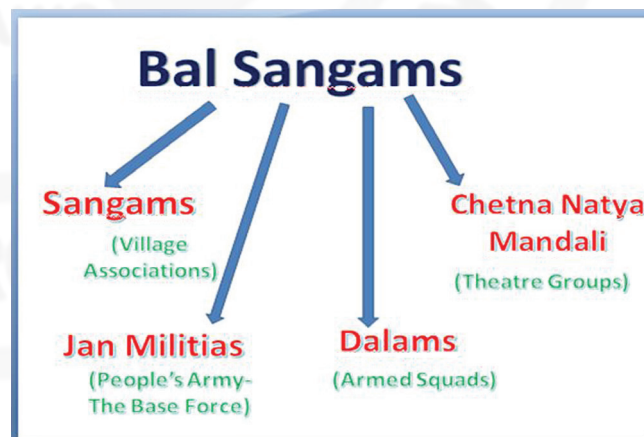 Bal Sangams
Sangams
(Village
Associations)
Chetna Natya
Mandali
(Theatre Groups)
Jan Militias
(People's Army-
The Base Force)
Dalams
(Armed Squads)